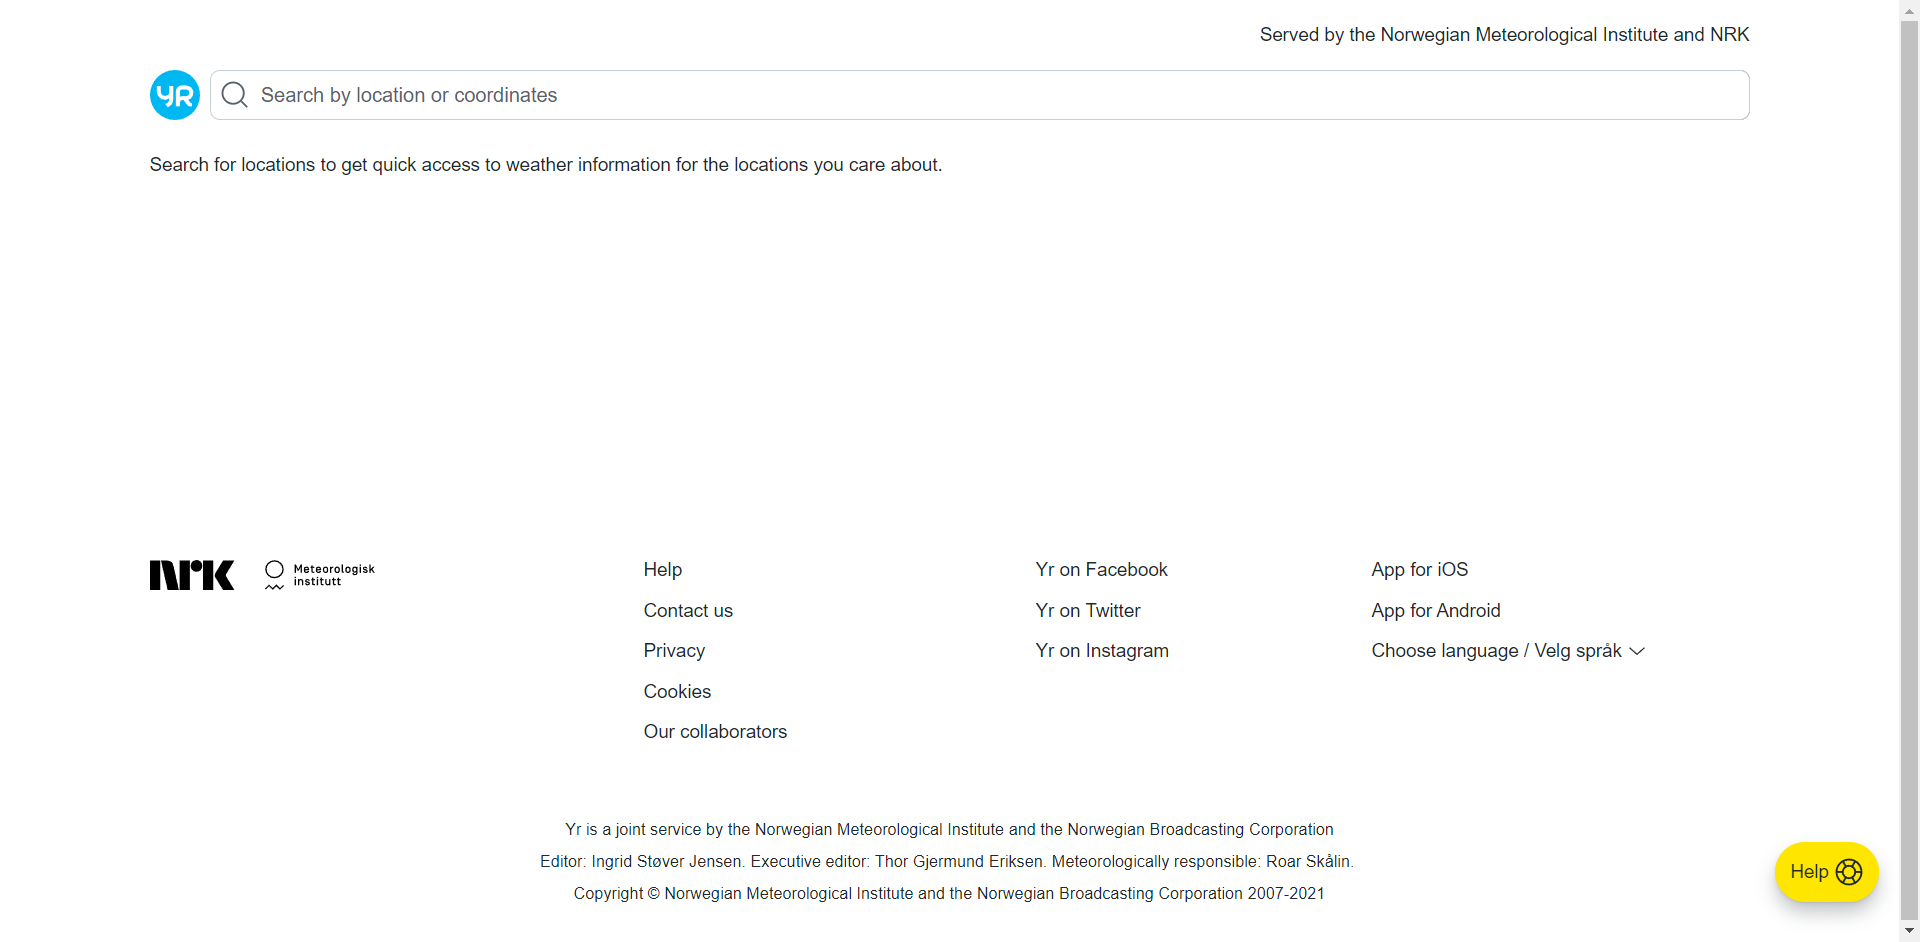 Served by the Norwegian Meteorological Institute and NRK
YR
Search by location or coordinates
Search for locations to get quick access to weather information for the locations you care about.
NRK
Meteorologisk
institutt
Help
Contact us
Privacy
Cookies
Our collaborators
Yr on Facebook
Yr on Twitter
Yr on Instagram
App for iOS
App for Android
Choose language / Velg språk
Yr is a joint service by the Norwegian Meteorological Institute and the Norwegian Broadcasting Corporation
Editor: Ingrid Støver Jensen. Executive editor: Thor Gjermund Eriksen. Meteorologically responsible: Roar Skålin.
Copyright © Norwegian Meteorological Institute and the Norwegian Broadcasting Corporation 2007-2021
Help